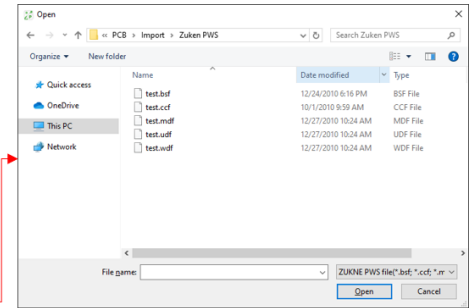 Open
« PCB > Import > Zuken PWS
Search Zuken PWS
Organize New folder
Name Date modified Type
Quick access
OneDrive
This PC
Network
test.bsf 12/24/2010 6:16 PM BSF File
test.ccf 10/1/2010 9:59 AM CCF File
test.mdf 12/27/2010 10:24 AM MDF File
test.udf 12/27/2010 10:24 AM UDF File
test.wdf 12/27/2010 10:24 AM WDF File
File name: ZUKNE PWS file(*.bsf; *.ccf; *.m
Open Cancel